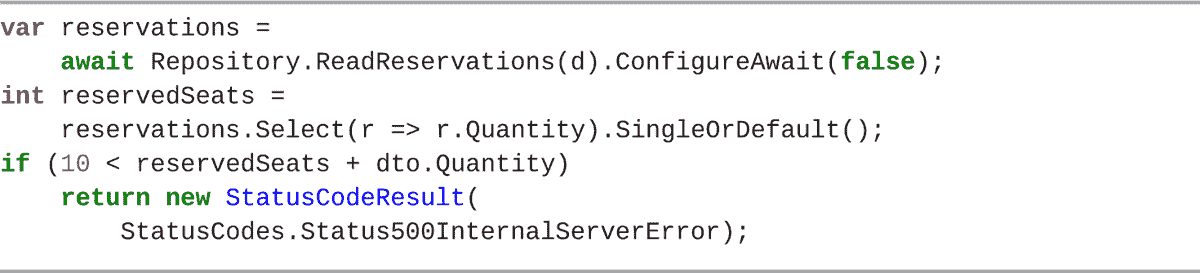 var reservations =
    await Repository.ReadReservations(d).ConfigureAwait(false);
int reservedSeats =
    reservations.Select(r => r.Quantity).SingleOrDefault();
if (10 < reservedSeats + dto.Quantity)
    return new StatusCodeResult(
        StatusCodes.Status500InternalServerError);